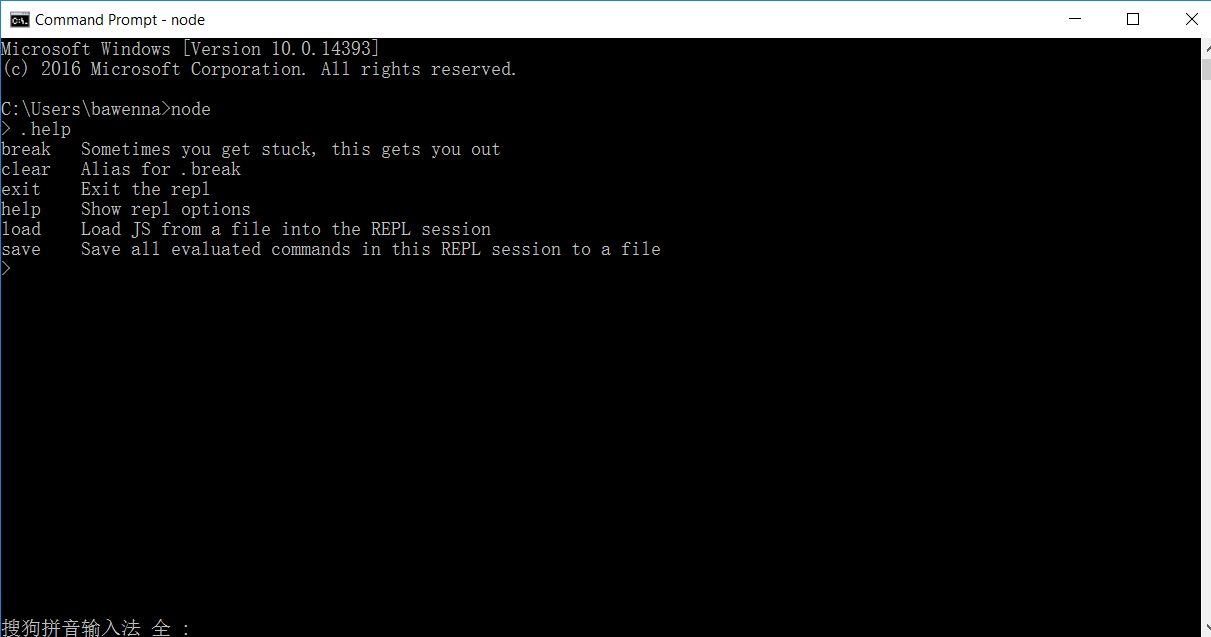 Command Prompt - node
Microsoft Windows [Version 10.0.14393]
(c) 2016 Microsoft Corporation. All rights reserved.
C:\Users\bawenna>node
> .help
break   Sometimes you get stuck, this gets you out
clear   Alias for .break
exit    Exit the repl
help    Show repl options
load    Load JS from a file into the REPL session
save    Save all evaluated commands in this REPL session to a file
>
搜狗拼音输入法 全 :